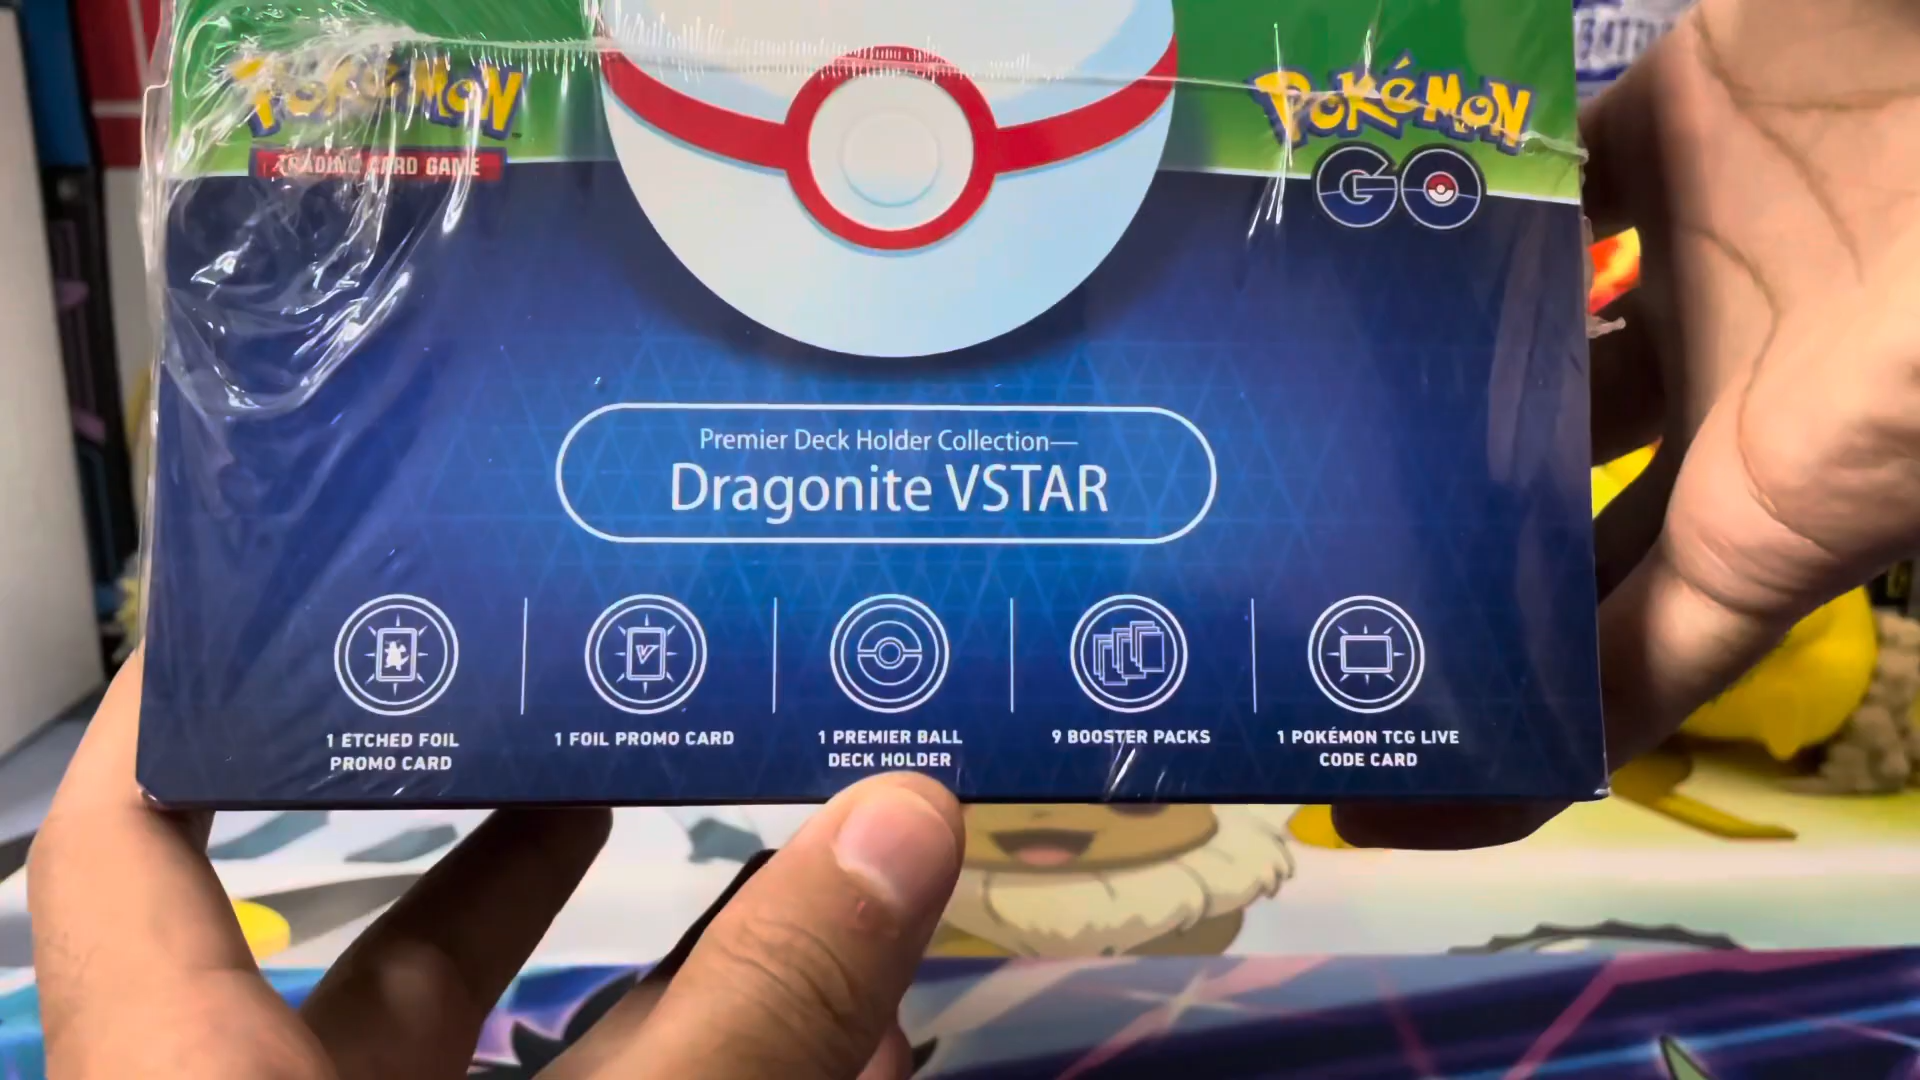 POKéMON
TRADING CARD GAME
POKéMON
GO
Premier Deck Holder Collection—
Dragonite VSTAR
1 ETCHED FOIL
PROMO CARD
1 FOIL PROMO CARD
1 PREMIER BALL
DECK HOLDER
9 BOOSTER PACKS
1 POKÉMON TCG LIVE
CODE CARD